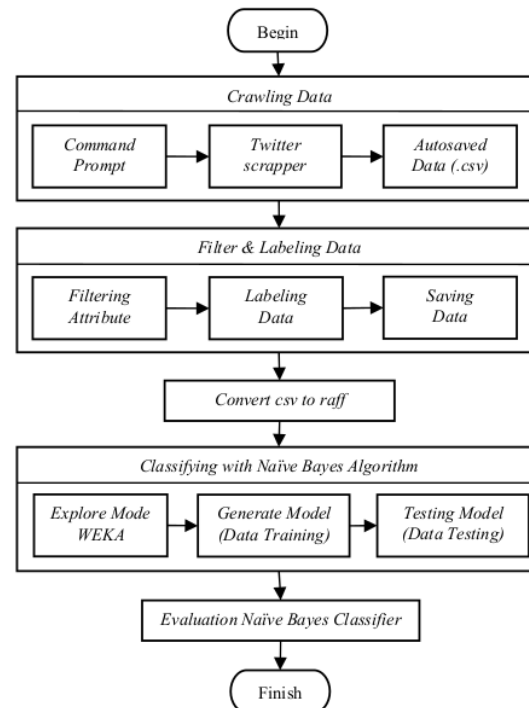 Begin
Crawling Data
Command
Prompt
Twitter
scrapper
Autosaved
Data (.csv)
Filter & Labeling Data
Filtering
Attribute
Labeling
Data
Saving
Data
Convert csv to raff
Classifying with Naïve Bayes Algorithm
Explore Mode
WEKA
Generate Model
(Data Training)
Testing Model
(Data Testing)
Evaluation Naïve Bayes Classifier
Finish